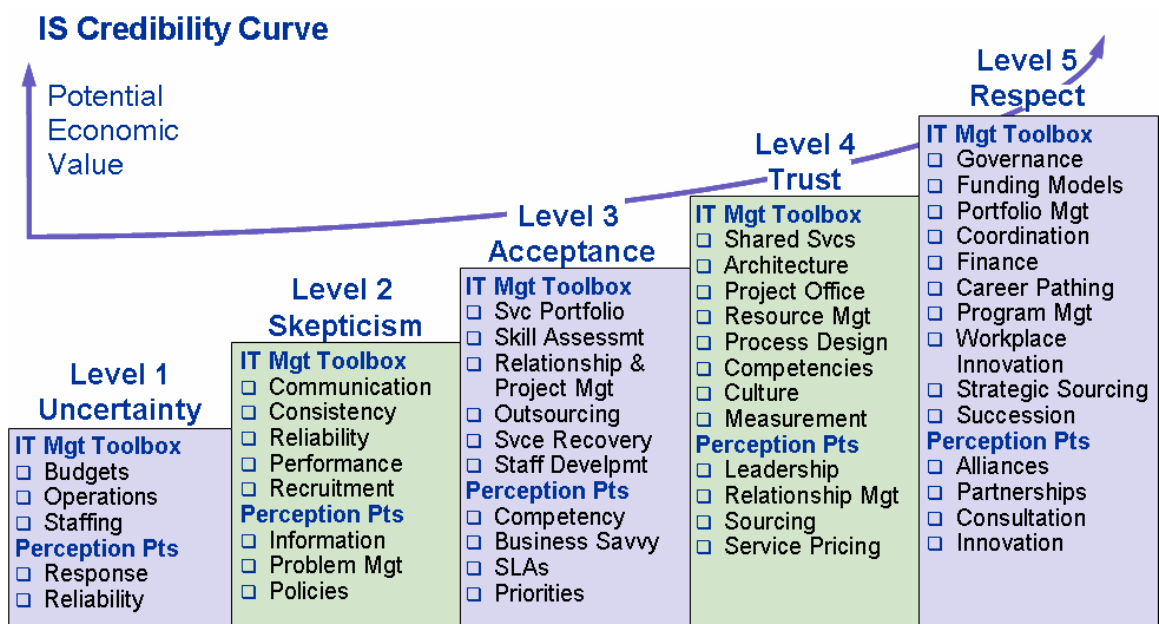 IS Credibility Curve
Potential
Economic
Value
Level 1
Uncertainty
IT Mgt Toolbox
Budgets
Operations
Staffing
Perception Pts
Response
Reliability
Level 2
Skepticism
IT Mgt Toolbox
Communication
Consistency
Reliability
Performance
Recruitment
Perception Pts
Information
Problem Mgt
Policies
Level 3
Acceptance
IT Mgt Toolbox
Svc Portfolio
Skill Assessmt
Relationship &
Project Mgt
Outsourcing
Svce Recovery
Staff Develpmt
Perception Pts
Competency
Business Savvy
SLAs
Priorities
Level 4
Trust
IT Mgt Toolbox
Shared Svcs
Architecture
Project Office
Resource Mgt
Process Design
Competencies
Culture
Measurement
Perception Pts
Leadership
Relationship Mgt
Sourcing
Service Pricing
Level 5
Respect
IT Mgt Toolbox
Governance
Funding Models
Portfolio Mgt
Coordination
Finance
Career Pathing
Program Mgt
Workplace
Innovation
Strategic Sourcing
Succession
Perception Pts
Alliances
Partnerships
Consultation
Innovation